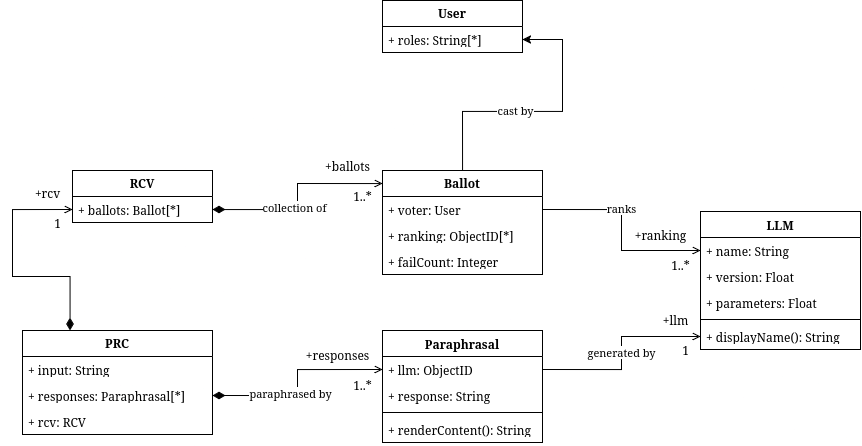 User
+ roles: String[*]
cast by
RCV
+ ballots: Ballot[*]
+rcv
1
collection of
+ballots
1..*
Ballot
+ voter: User
+ ranking: ObjectID[*]
+ failCount: Integer
ranks
+ranking
1..*
LLM
+ name: String
+ version: Float
+ parameters: Float
+ displayName(): String
PRC
+ input: String
+ responses: Paraphrasal[*]
+ rcv: RCV
paraphrased by
+responses
1..*
Paraphrasal
+ llm: ObjectID
+ response: String
+ renderContent(): String
generated by
+llm
1